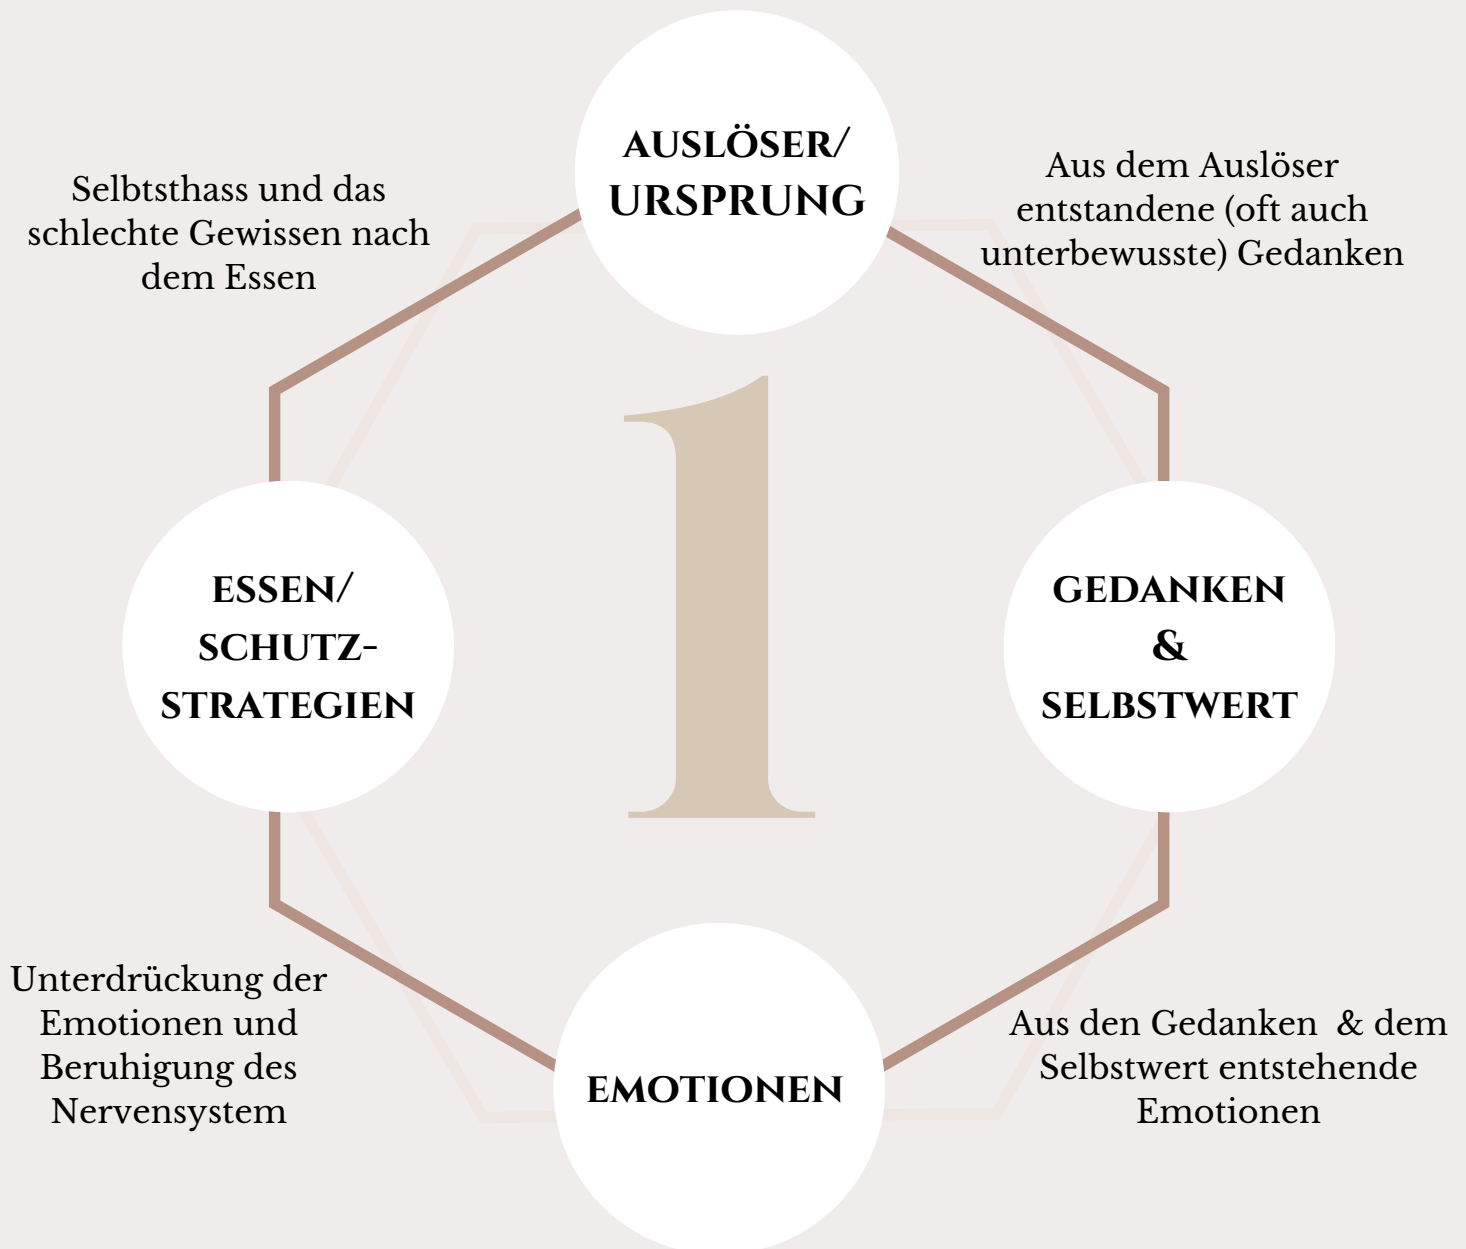 AUSLÖSER/
URSPRUNG
Selbtsthass und das
schlechte Gewissen nach
dem Essen
Aus dem Auslöser
entstandene (oft auch
unterbewusste) Gedanken
1
ESSEN/
SCHUTZ-
STRATEGIEN
GEDANKEN
&
SELBSTWERT
Unterdrückung der
Emotionen und
Beruhigung des
Nervensystem
EMOTIONEN
Aus den Gedanken & dem
Selbstwert entstehende
Emotionen